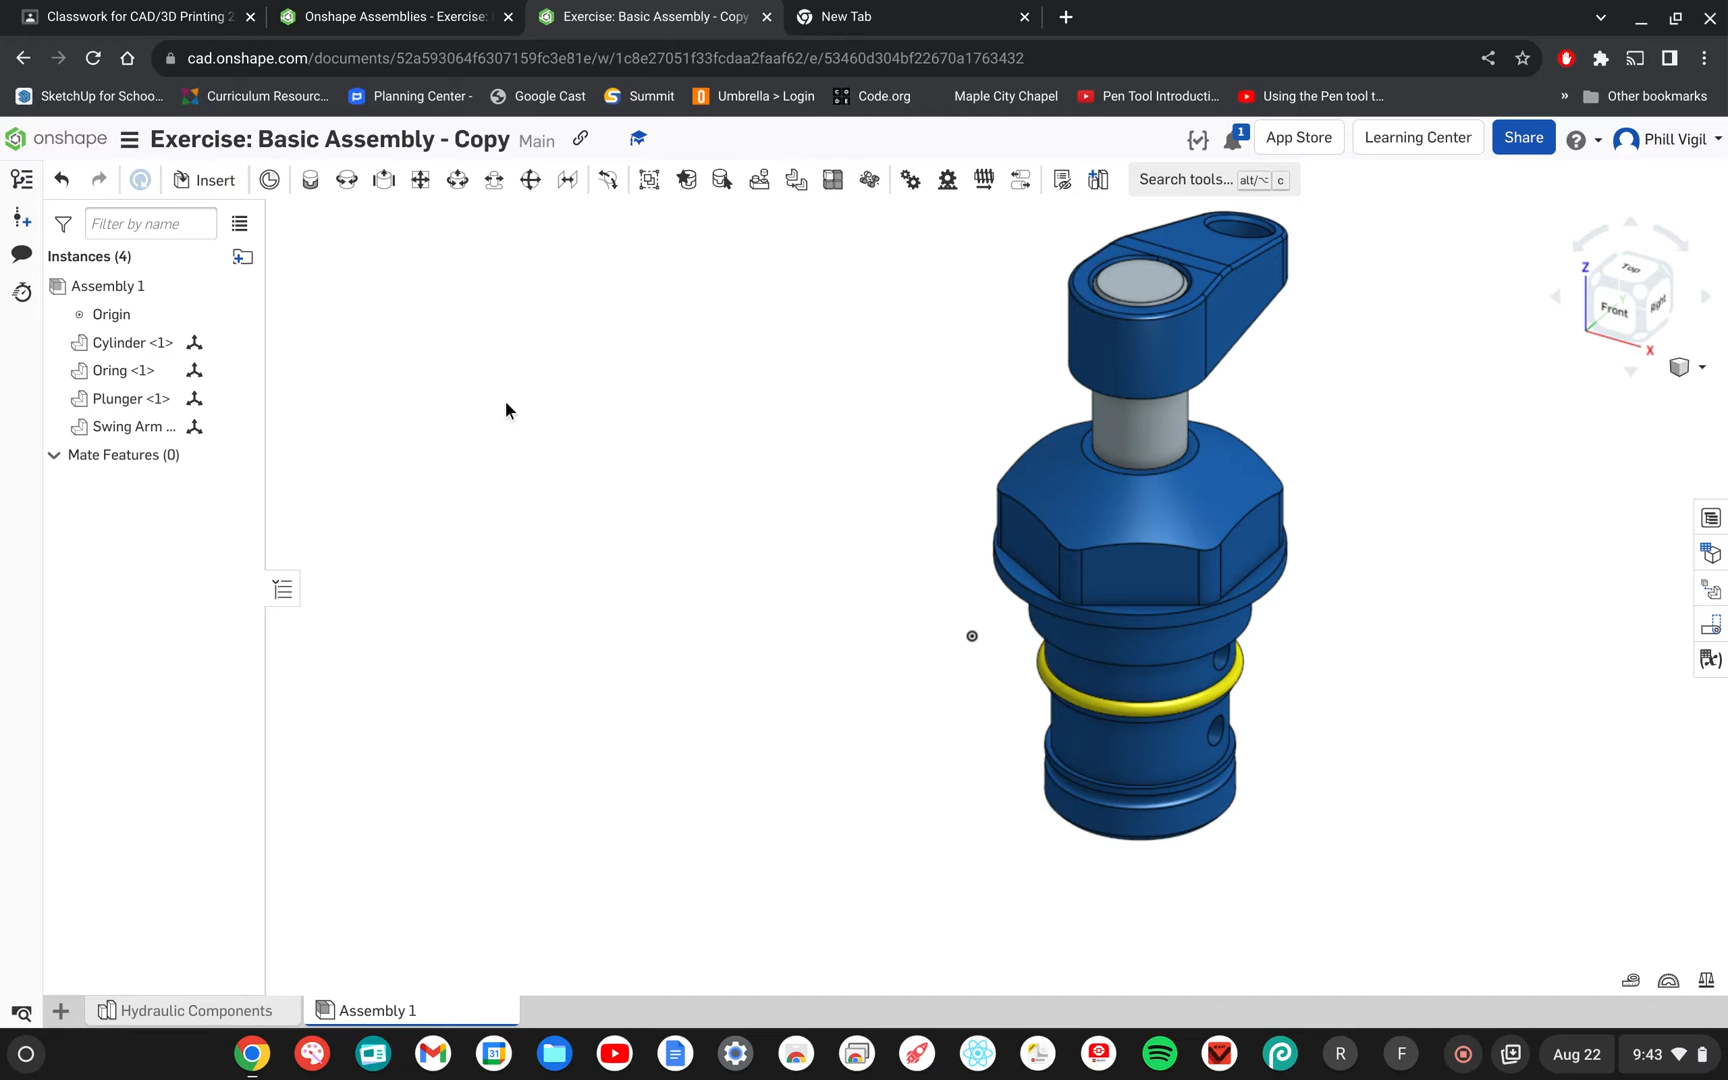 Classwork for CAD/3D Printing 2
Onshape Assemblies - Exercise:
Exercise: Basic Assembly - Copy
New Tab
cad.onshape.com/documents/52a593064f6307159fc3e81e/w/1c8e27051f33fcdaa2faaf62/e/53460d304bf22670a1763432
SketchUp for Schoo...
Curriculum Resourc...
Planning Center -
Google Cast
Summit
Umbrella > Login
Code.org
Maple City Chapel
Pen Tool Introducti...
Using the Pen tool t...
»
Other bookmarks
onshape
Exercise: Basic Assembly - Copy Main
1
App Store
Learning Center
Share
Phill Vigil
Insert
Search tools... alt/⌥ c
Filter by name
Instances (4)
Assembly 1
Origin
Cylinder <1>
Oring <1>
Plunger <1>
Swing Arm ...
Mate Features (0)
Z
Top
Y
Front
Right
X
Hydraulic Components
Assembly 1
31
R
F
Aug 22
9:43